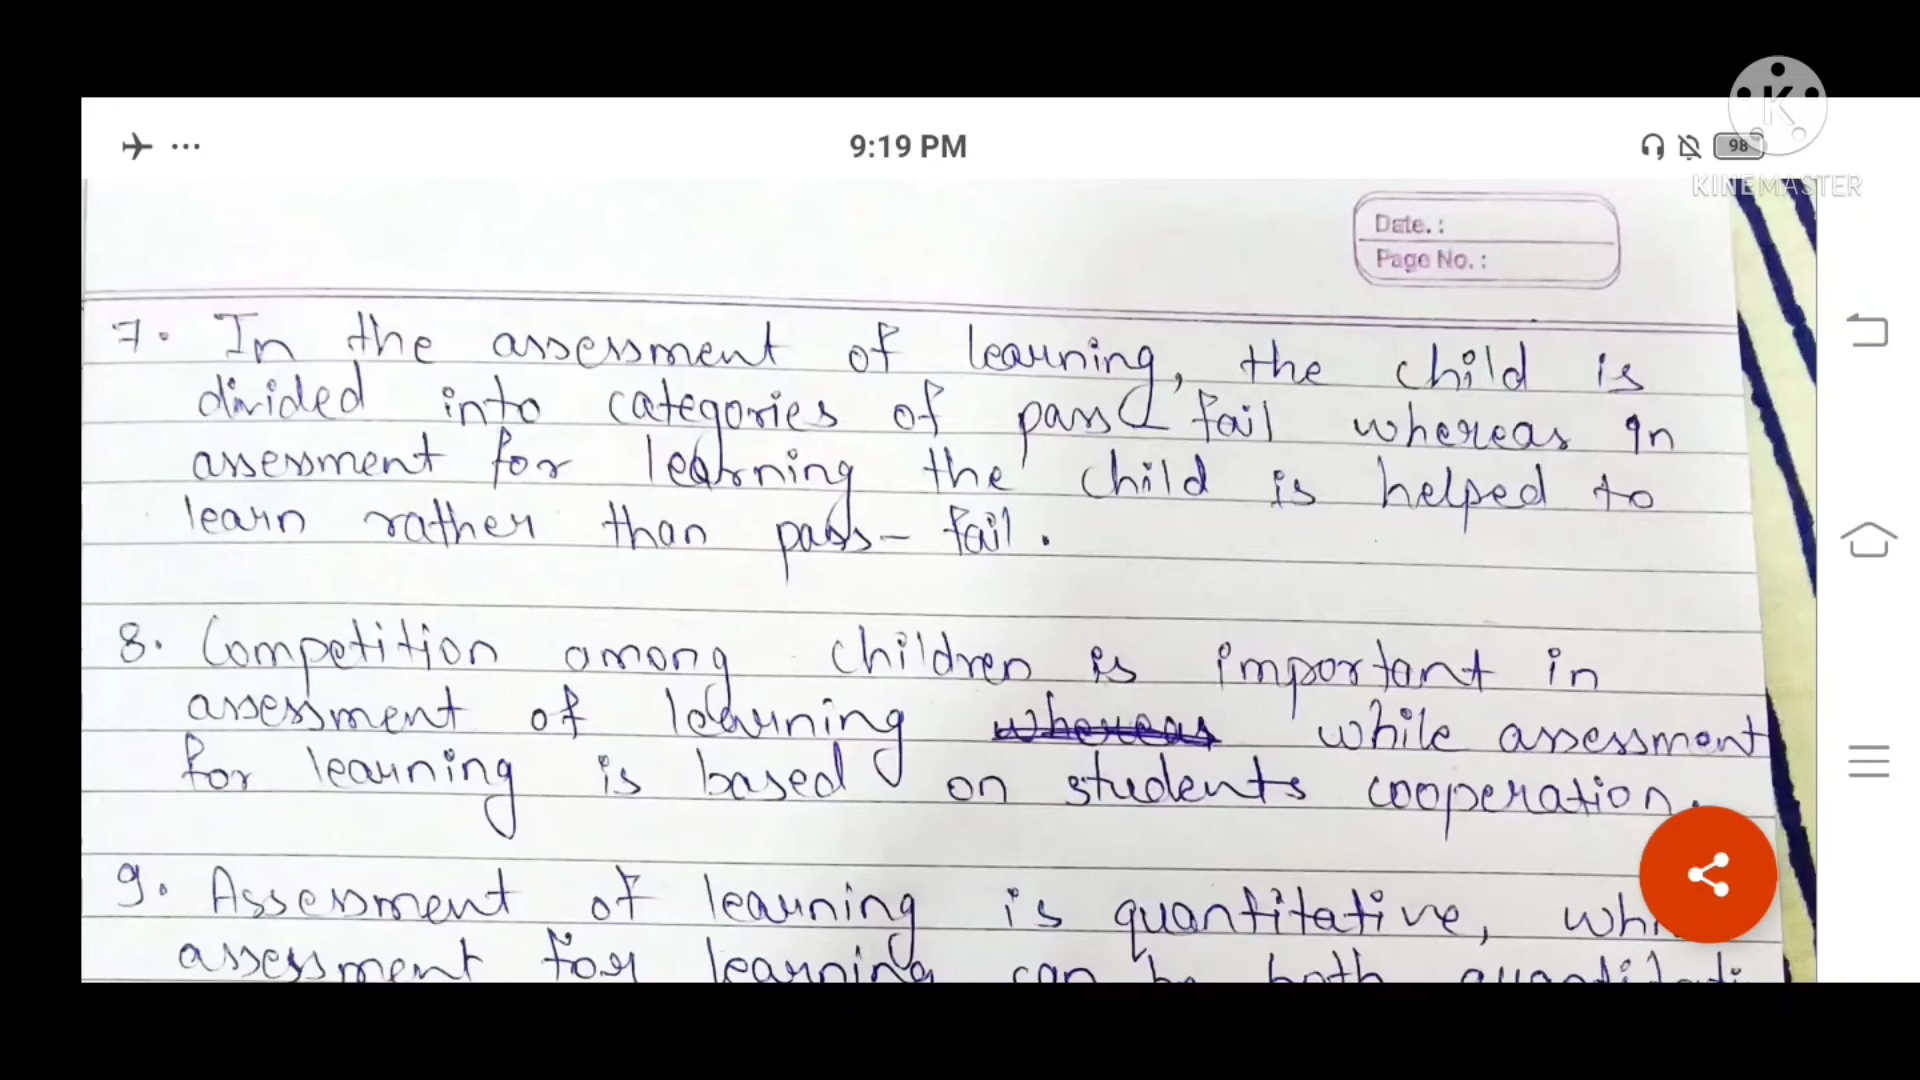 9:19 PM
98
KINEMASTER
Date. :
Page No. :
7. In the assessment of learning, the child is
divided into categories of pass & fail whereas in
assessment for learning the child is helped to
learn rather than pass- fail.
8. Competition among children is important in
assessment of learning whereas while assessment
for learning is based on students cooperation.
9. Assessment of learning is quantitative,
assessment for learning can be both